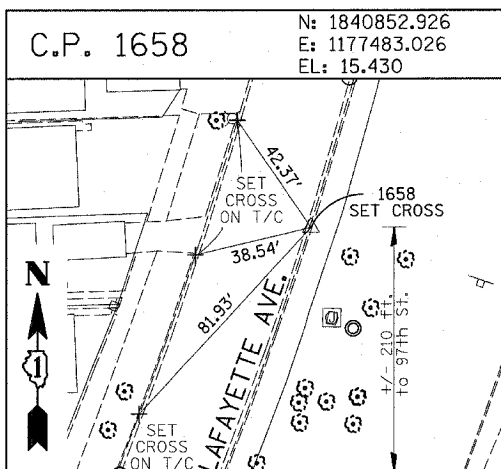 C.P. 1658
N: 1840852.926
E: 1177483.026
EL: 15.430
42.37'
SET
CROSS
ON T/C
1658
SET CROSS
38.54'
81.93'
LAFAYETTE AVE.
+/- 210 ft.
to 97th St.
N
1
SET
CROSS
ON T/C